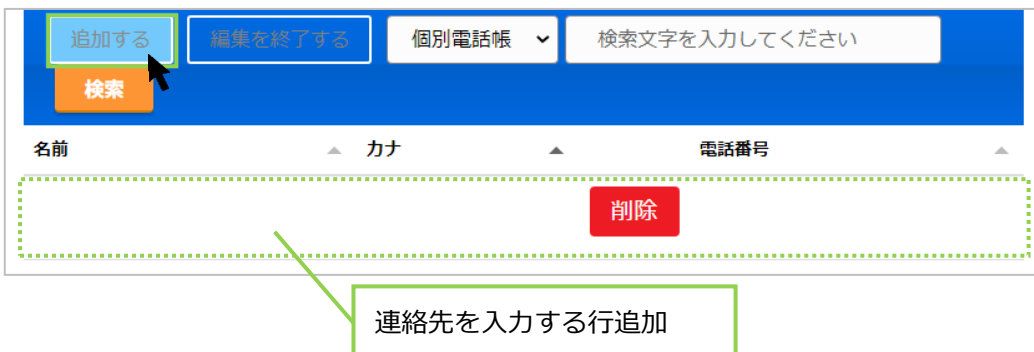 追加する 編集を終了する 個別電話帳 検索文字を入力してください
検索
名前 カナ 電話番号
削除
連絡先を入力する行追加